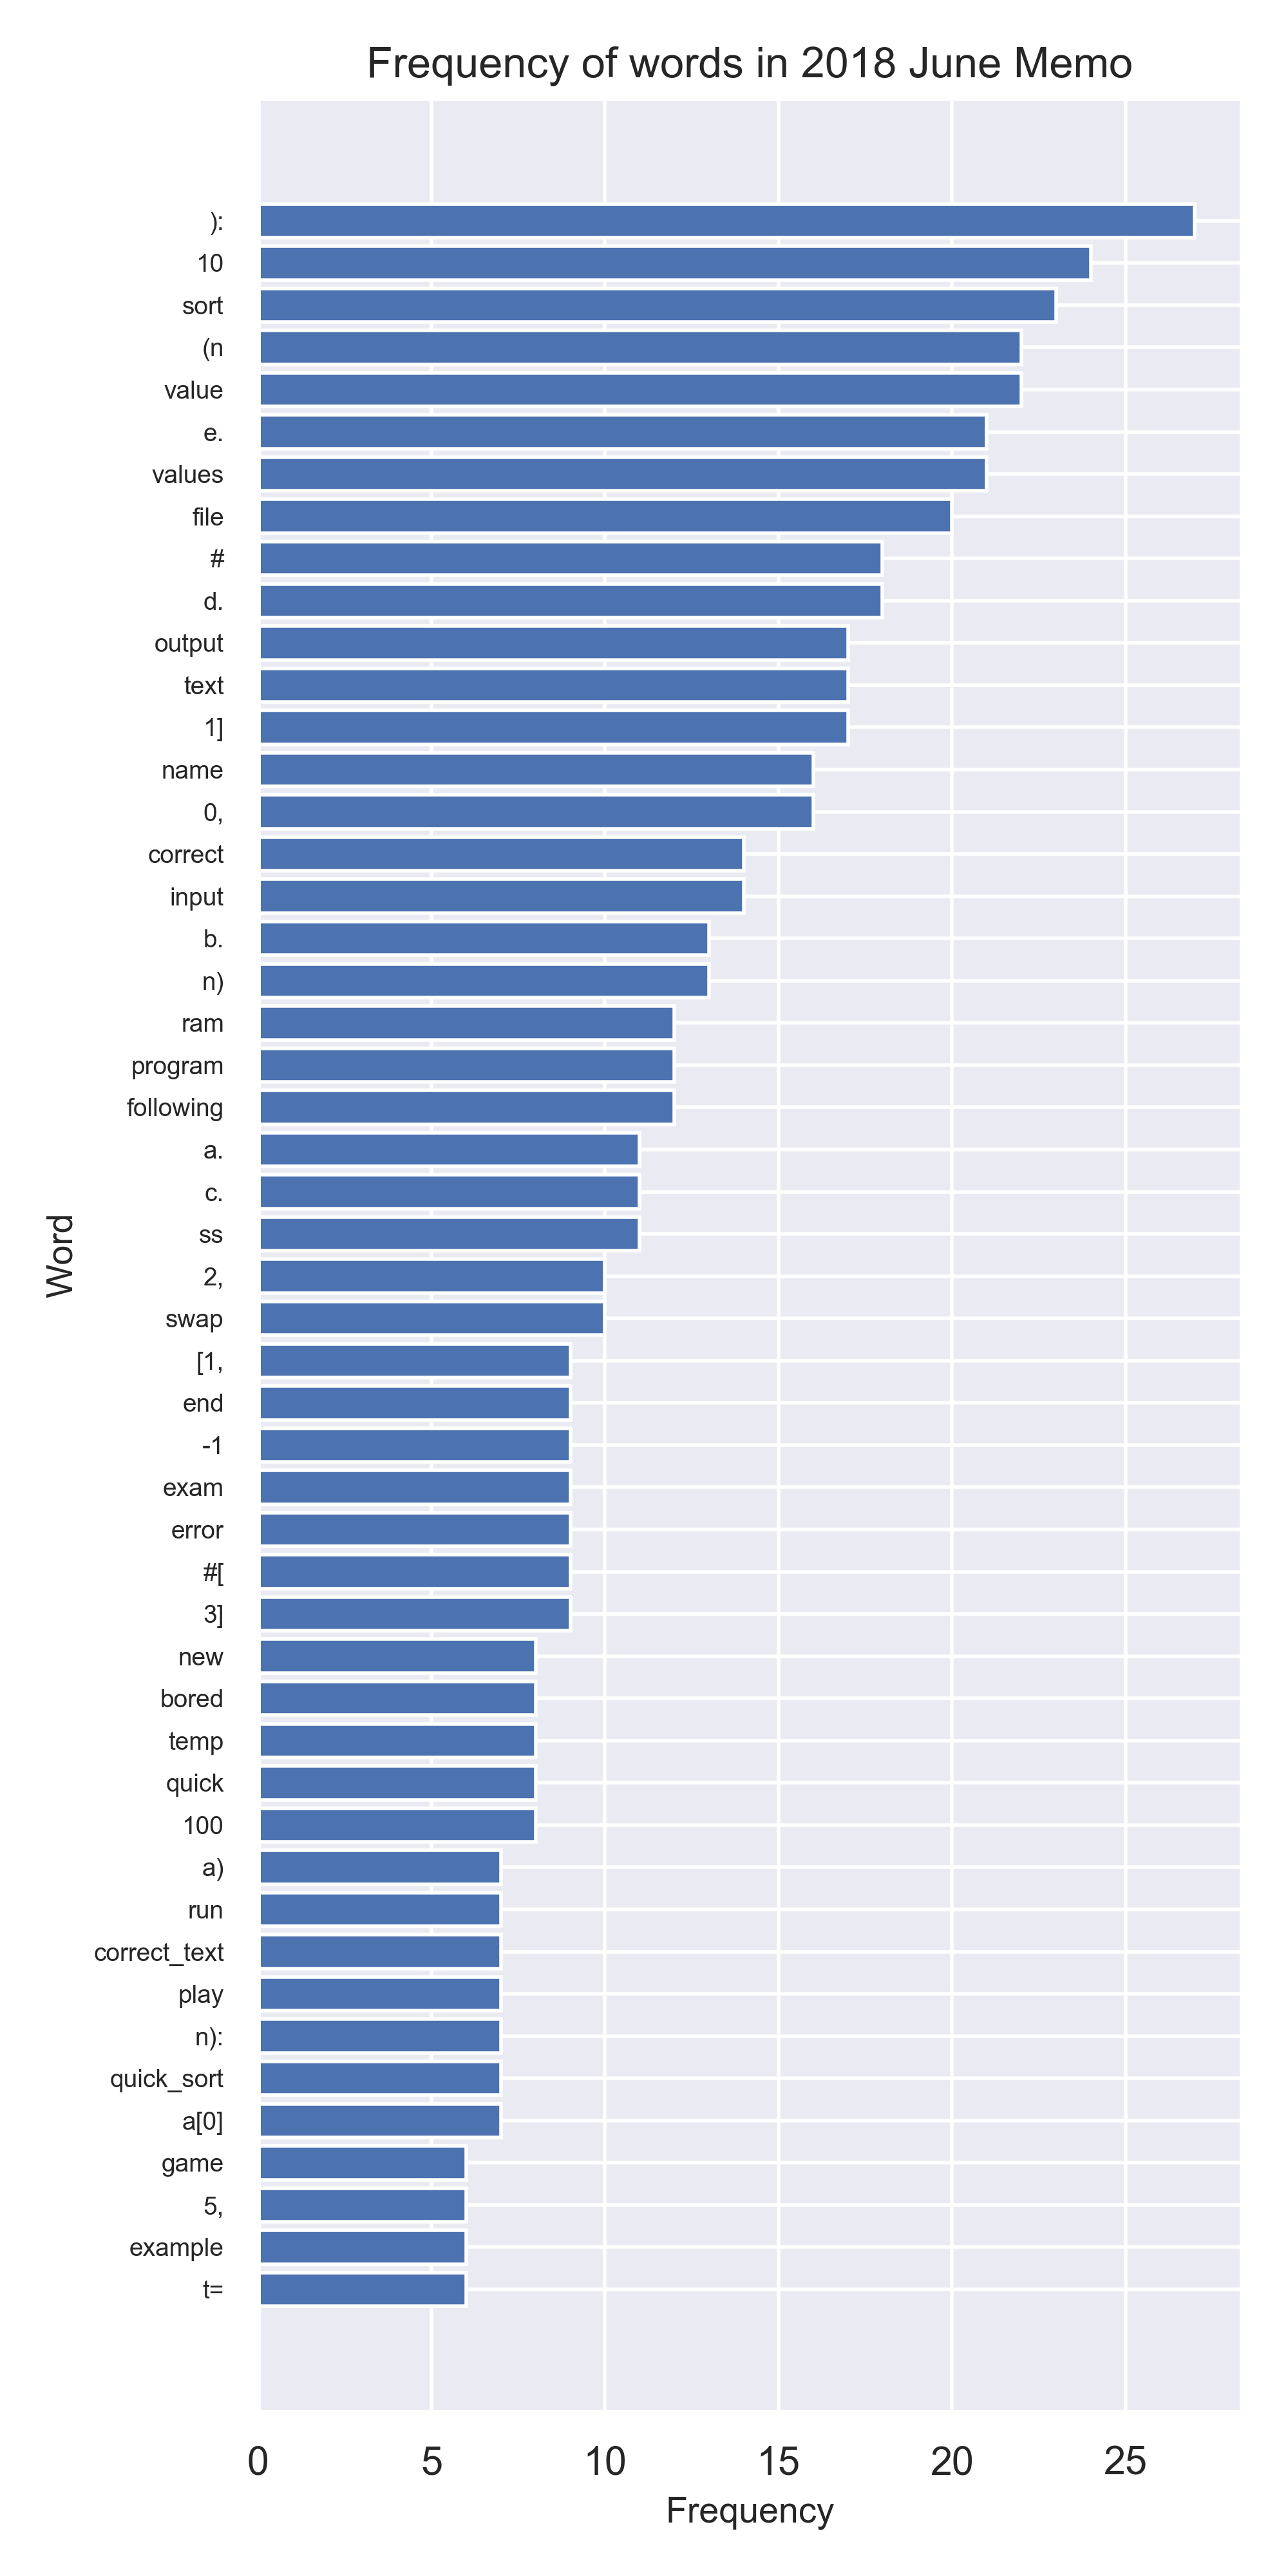 Frequency of words in 2018 June Memo
):
10
sort
(n
value
e.
values
file
#
d.
output
text
1]
name
0,
correct
input
b.
n)
ram
program
following
a.
c.
ss
2,
swap
[1,
end
-1
exam
error
#[
3]
new
bored
temp
quick
100
a)
run
correct_text
play
n):
quick_sort
a[0]
game
5,
example
t=
Word
0 5 10 15 20 25
Frequency